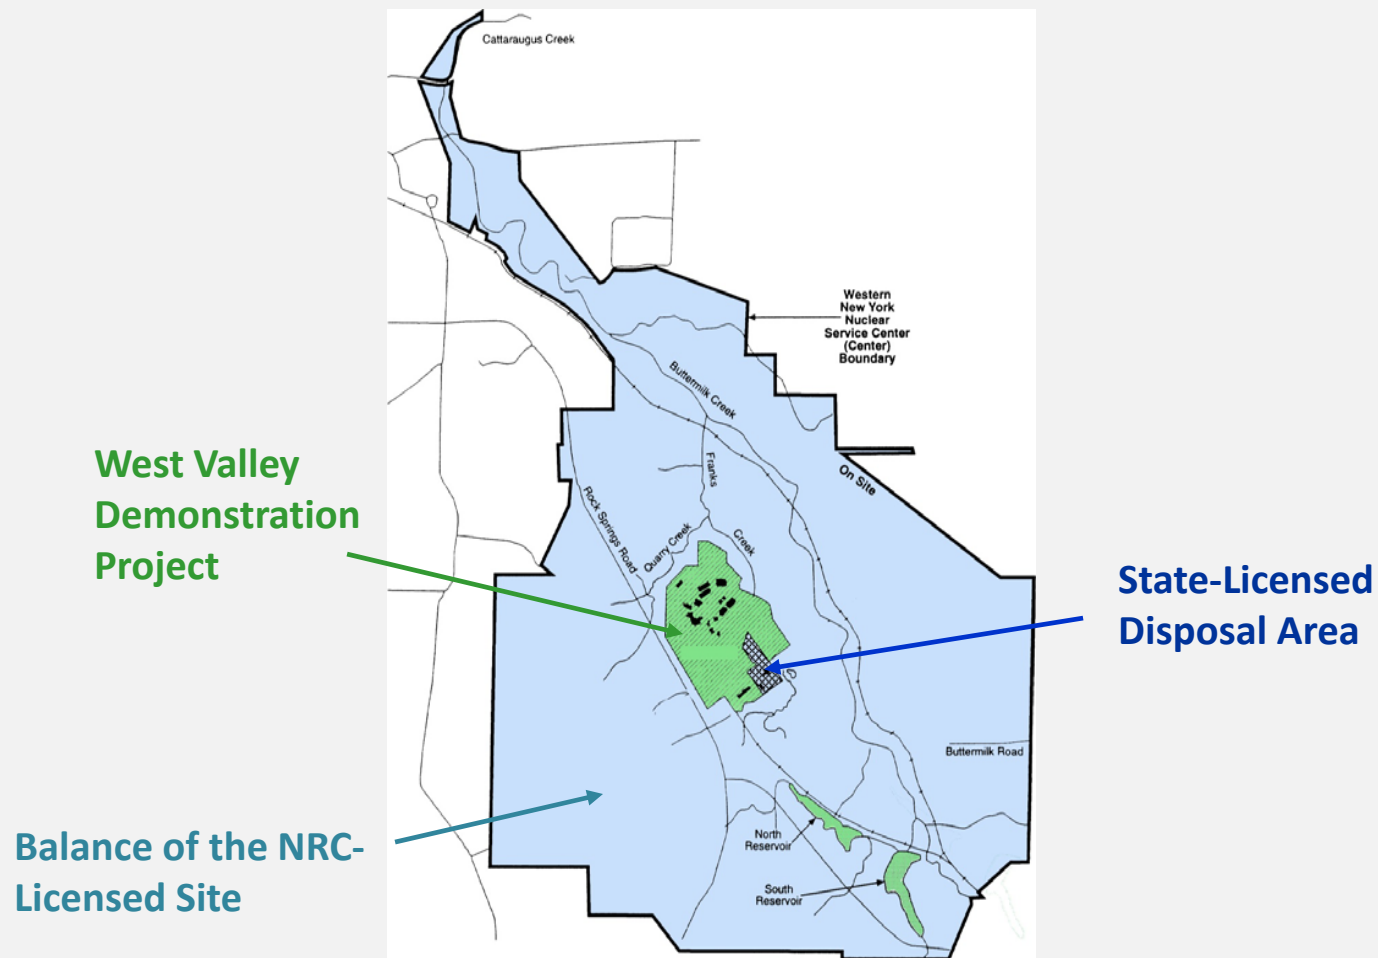 Cattaraugus Creek
Western
New York
Nuclear
Service Center
(Center)
Boundary
Buttermilk Creek
West Valley
Demonstration
Project
Franks
On Site
Rock Springs Road
Quarry Creek
Creek
State-Licensed
Disposal Area
Buttermilk Road
North
Reservoir
Balance of the NRC-
Licensed Site
South
Reservoir